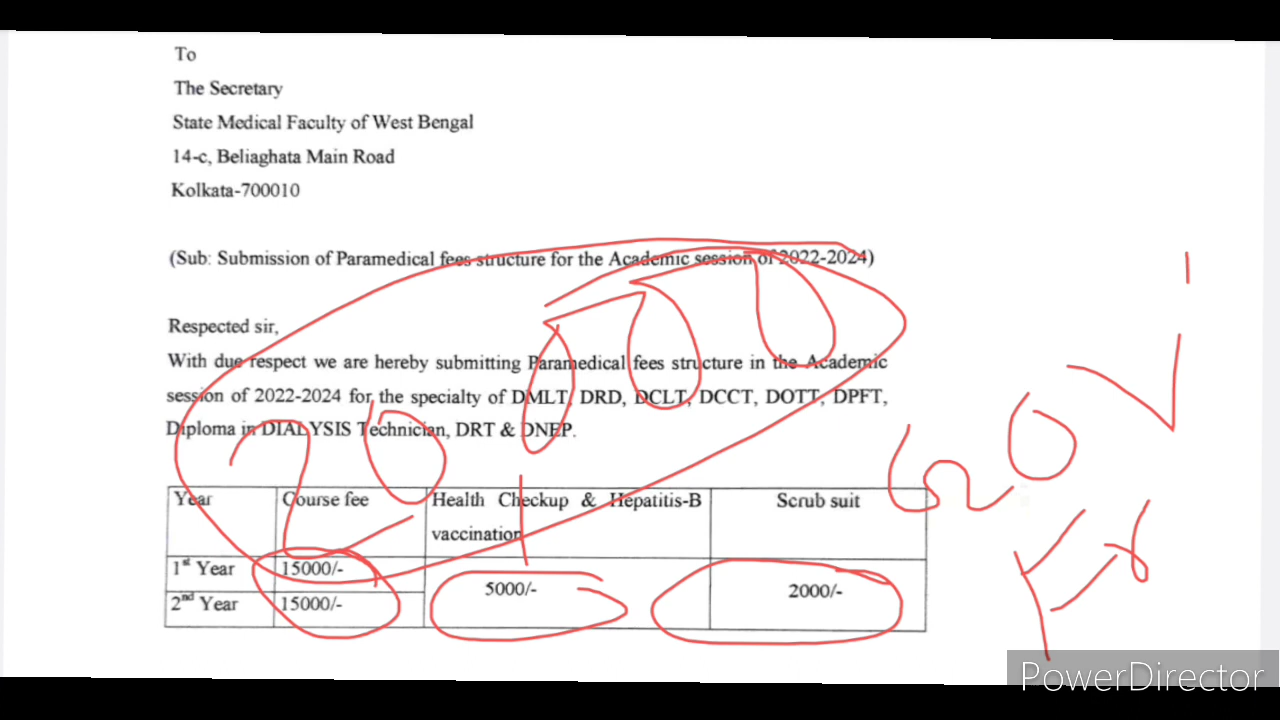 To
The Secretary
State Medical Faculty of West Bengal
14-c, Beliaghata Main Road
Kolkata-700010
(Sub: Submission of Paramedical fees structure for the Academic session of 2022-2024)
Respected sir,
With due respect we are hereby submitting Paramedical fees structure in the Academic
session of 2022-2024 for the specialty of DMLT, DRD, DCLT, DCCT, DOTT, DPFT,
Diploma in DIALYSIS Technician, DRT & DNEP.
Year Course fee Health Checkup & Hepatitis-B vaccination Scrub suit
1st Year 15000/- 5000/- 2000/-
2nd Year 15000/-
20000
PowerDirector